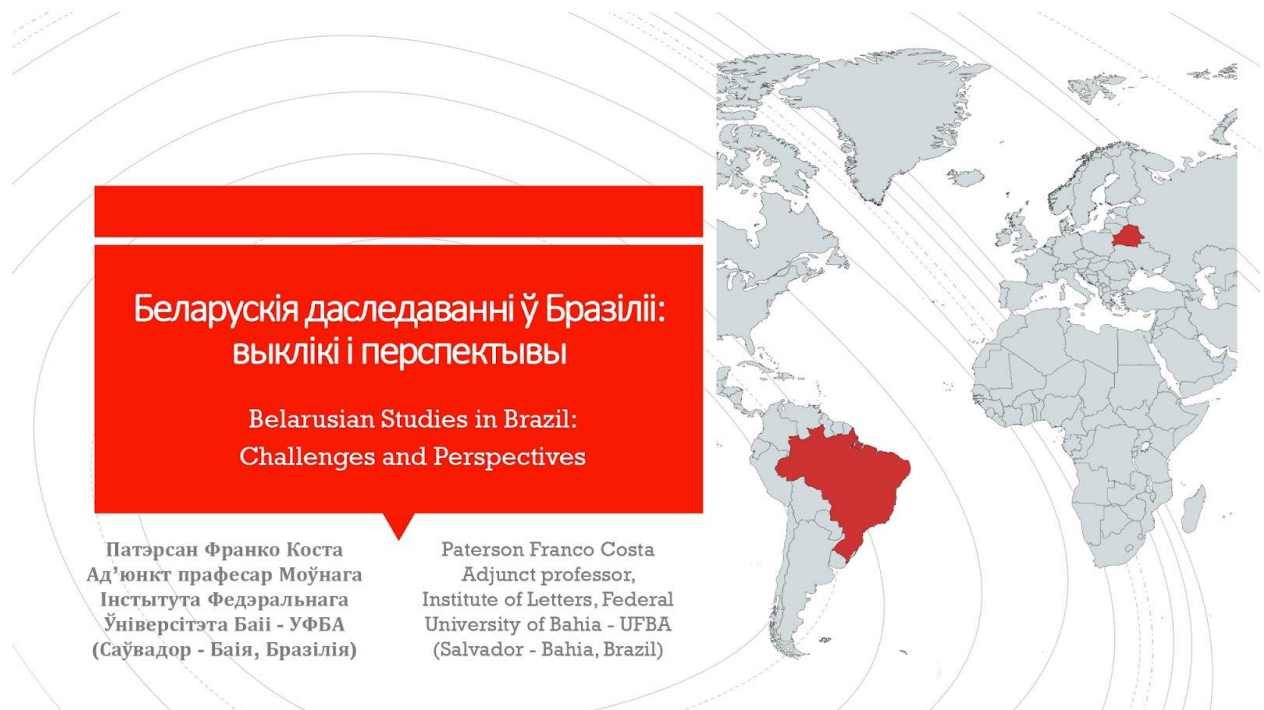 Беларускія даследаванні ў Бразіліі:
выклікі і перспектывы
Belarusian Studies in Brazil:
Challenges and Perspectives
Патэрсан Франко Коста
Ад’юнкт прафесар Моўнага
Інстытута Федэральнага
Ўніверсітэта Баіі - УФБА
(Саўвадор - Баія, Бразілія)
Paterson Franco Costa
Adjunct professor,
Institute of Letters, Federal
University of Bahia - UFBA
(Salvador - Bahia, Brazil)